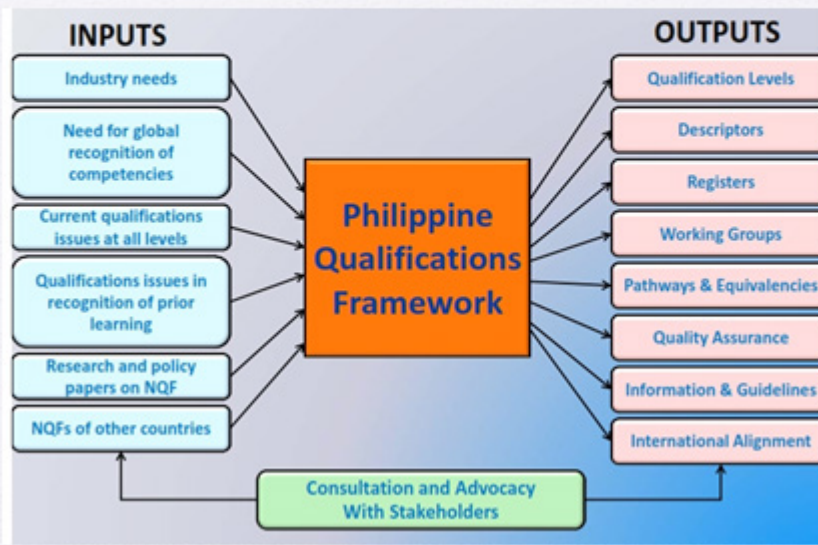 INPUTS
Industry needs
Need for global
recognition of
competencies
Current qualifications
issues at all levels
Qualifications issues in
recognition of prior
learning
Research and policy
papers on NQF
NQFs of other countries
Philippine
Qualifications
Framework
OUTPUTS
Qualification Levels
Descriptors
Registers
Working Groups
Pathways & Equivalencies
Quality Assurance
Information & Guidelines
International Alignment
Consultation and Advocacy
With Stakeholders